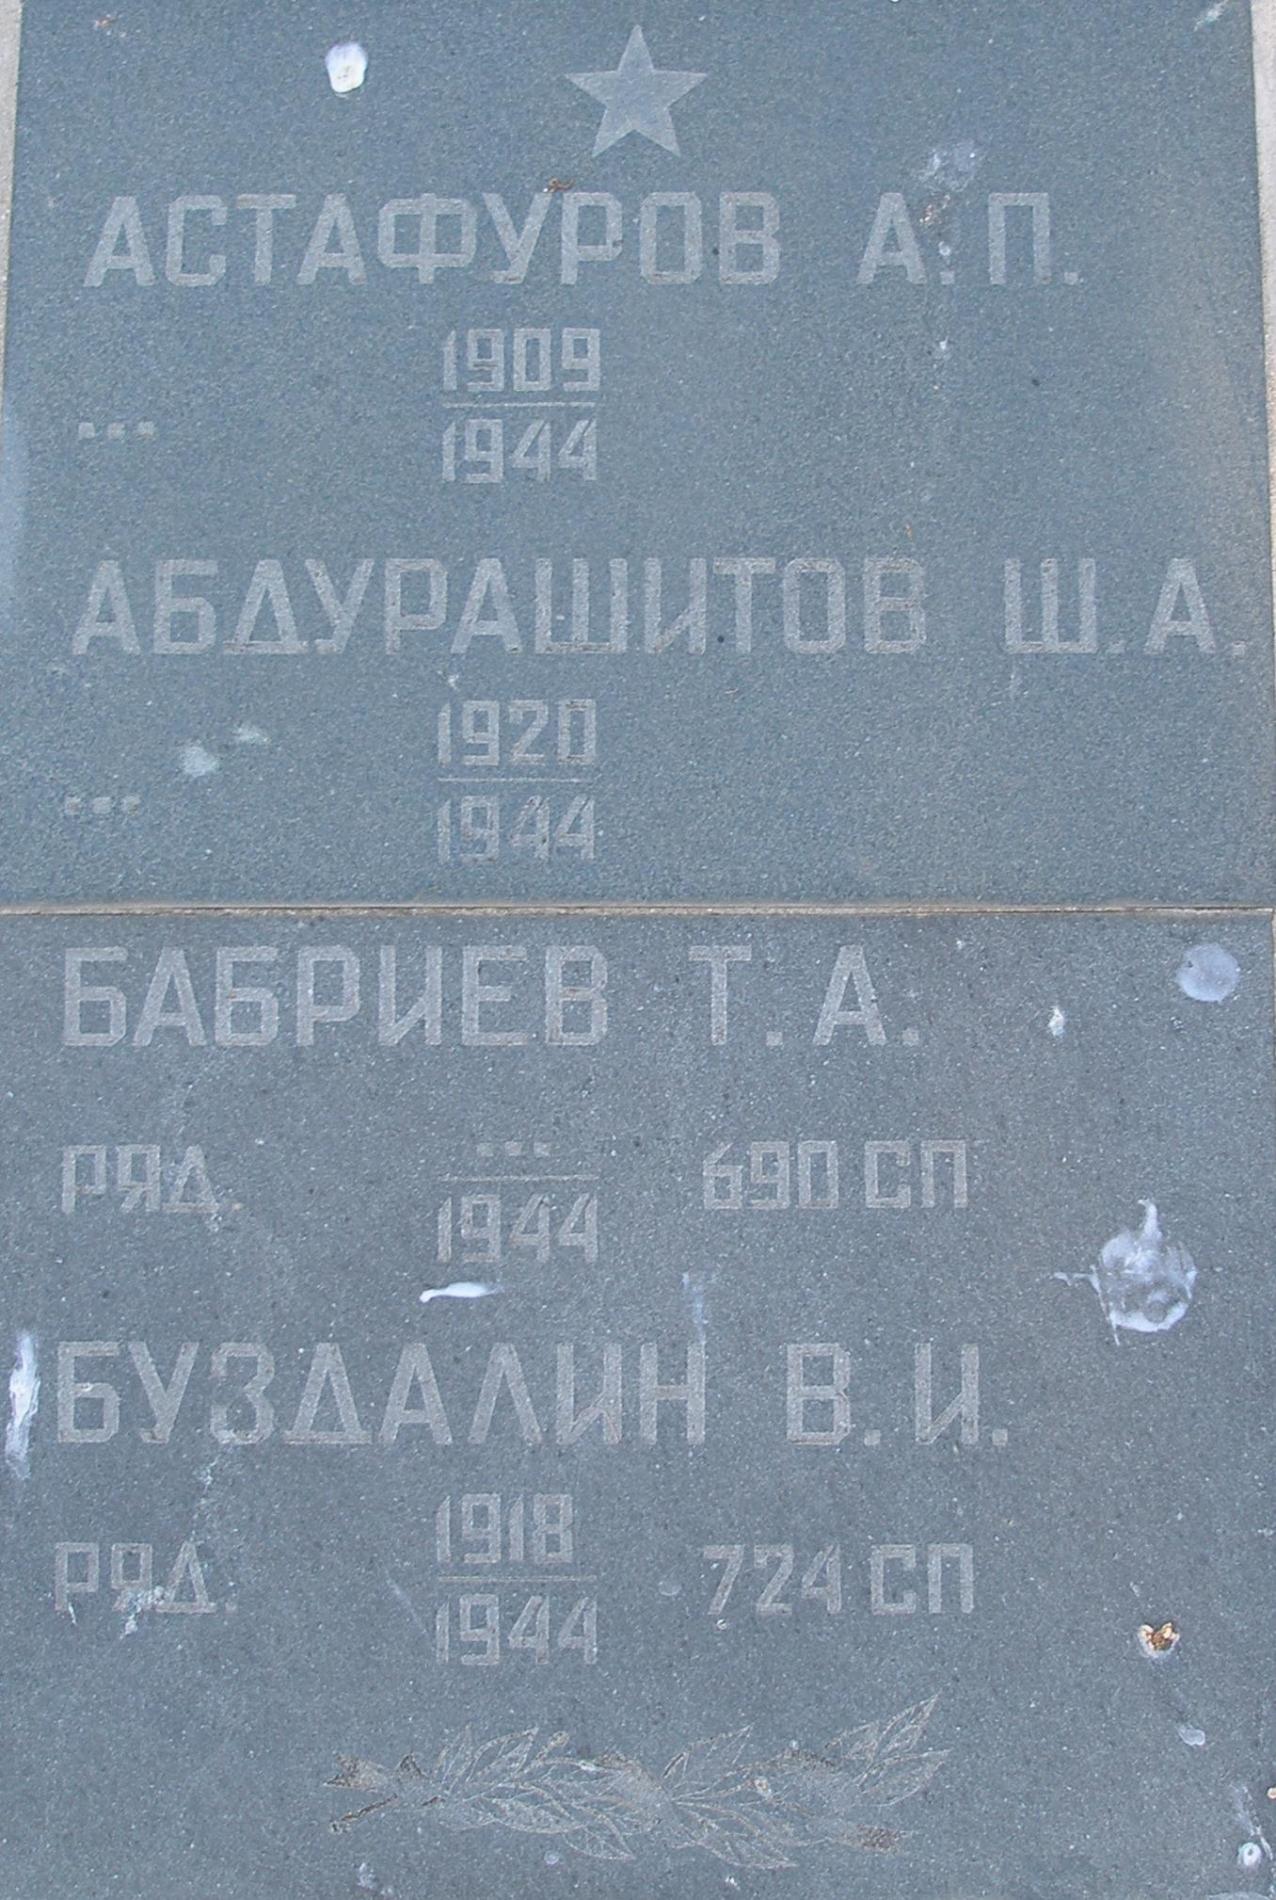 АСТАФУРОВ А.П.
1909
...
1944
АБДУРАШИТОВ Ш.А.
1920
...
1944
БАБРИЕВ Т.А.
РЯД. ... 690 СП
1944
БУЗДАЛИН В.И.
1918
РЯД. 724 СП
1944